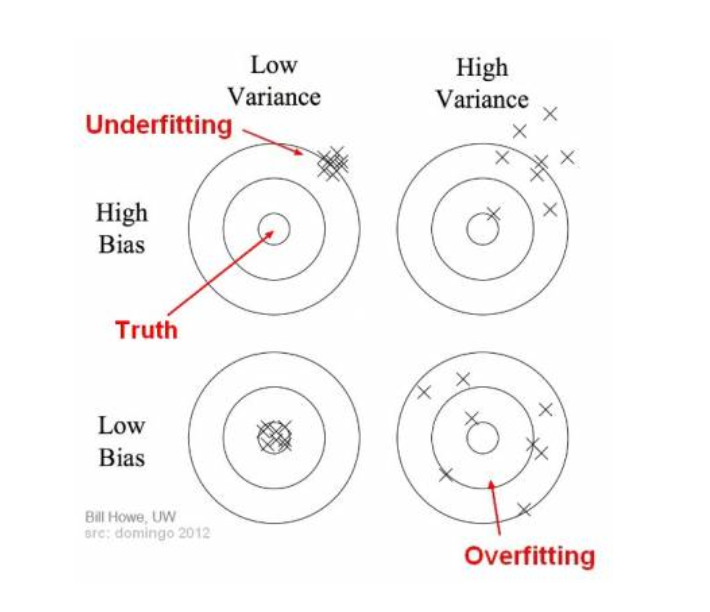 Low
Variance
High
Variance
Underfitting
High
Bias
Truth
Low
Bias
Bill Howe, UW
src: domingo 2012
Overfitting